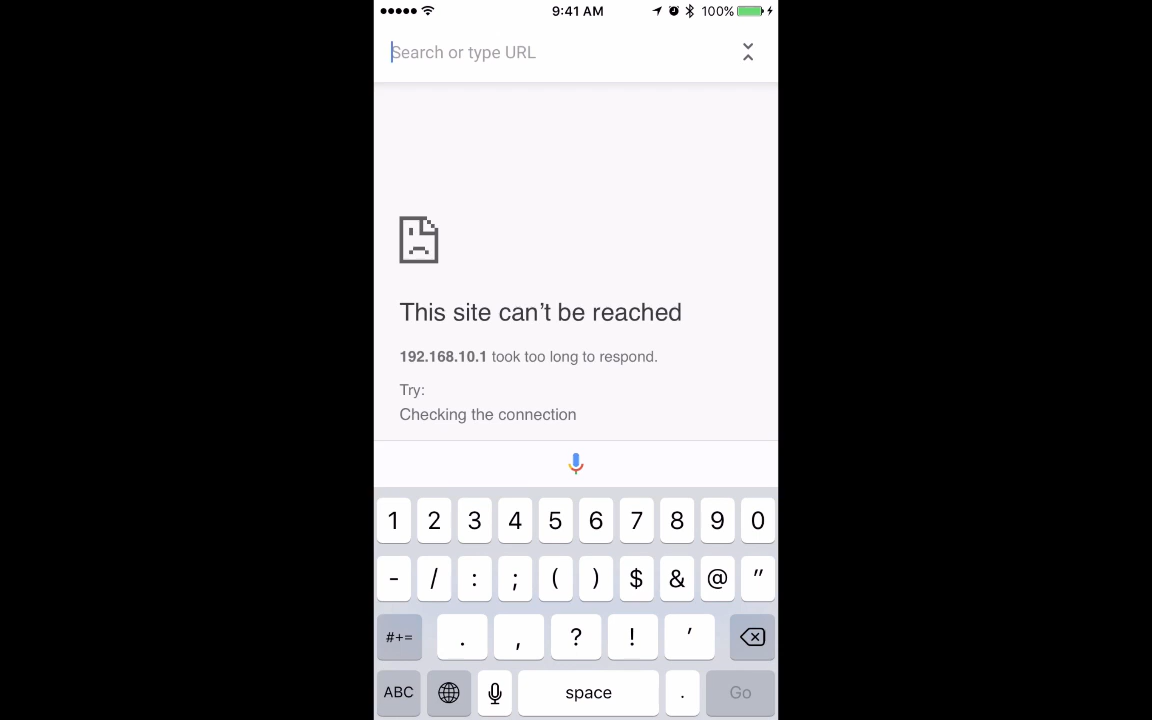 9:41 AM 100%
Search or type URL
This site can't be reached
192.168.10.1 took too long to respond.
Try:
Checking the connection
1 2 3 4 5 6 7 8 9 0
- / : ; ( ) $ & @ "
#+= . , ? ! ′
ABC space . Go